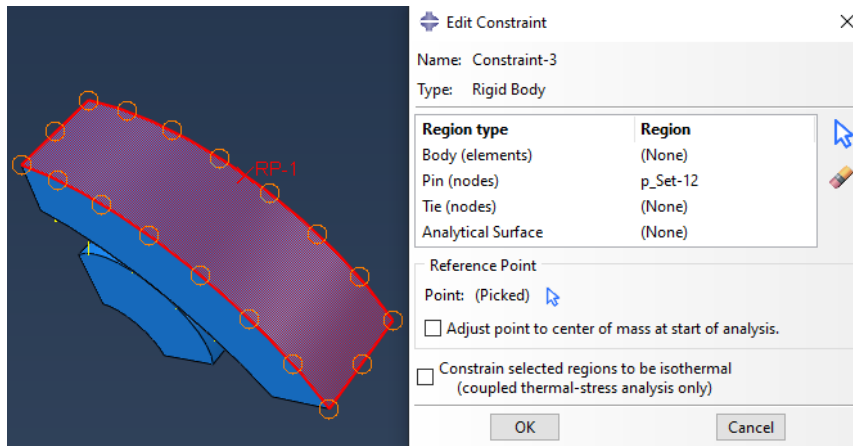 RP-1
Edit Constraint
Name: Constraint-3
Type: Rigid Body
Region type Region
Body (elements) (None)
Pin (nodes) p_Set-12
Tie (nodes) (None)
Analytical Surface (None)
Reference Point
Point: (Picked)
Adjust point to center of mass at start of analysis.
Constrain selected regions to be isothermal
(coupled thermal-stress analysis only)
OK Cancel